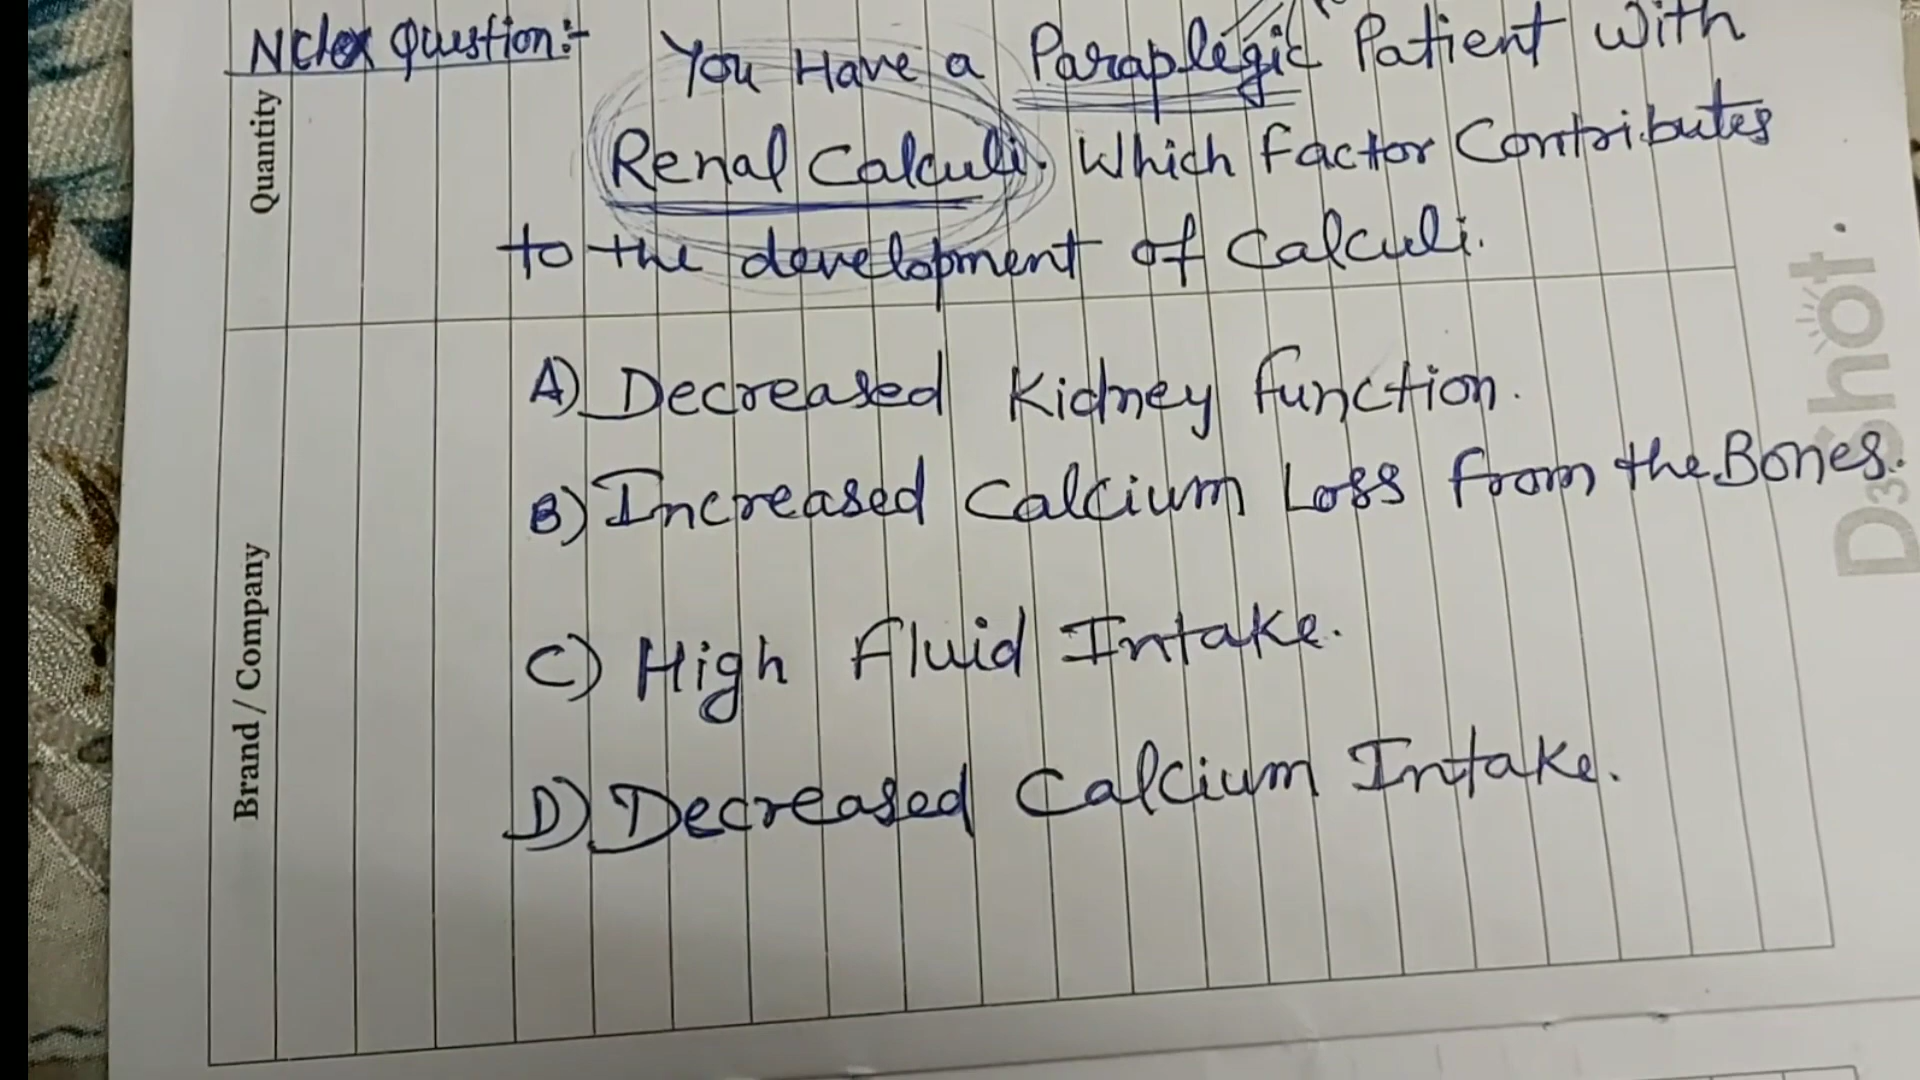 Nclex Question:- You Have a Paraplegic Patient With
Renal Calculi. Which Factor Contributes
to the development of Calculi.
A) Decreased Kidney function.
B) Increased Calcium Loss from the Bones.
C) High Fluid Intake.
D) Decreased Calcium Intake.
Quantity
Brand / Company
D3Shot.